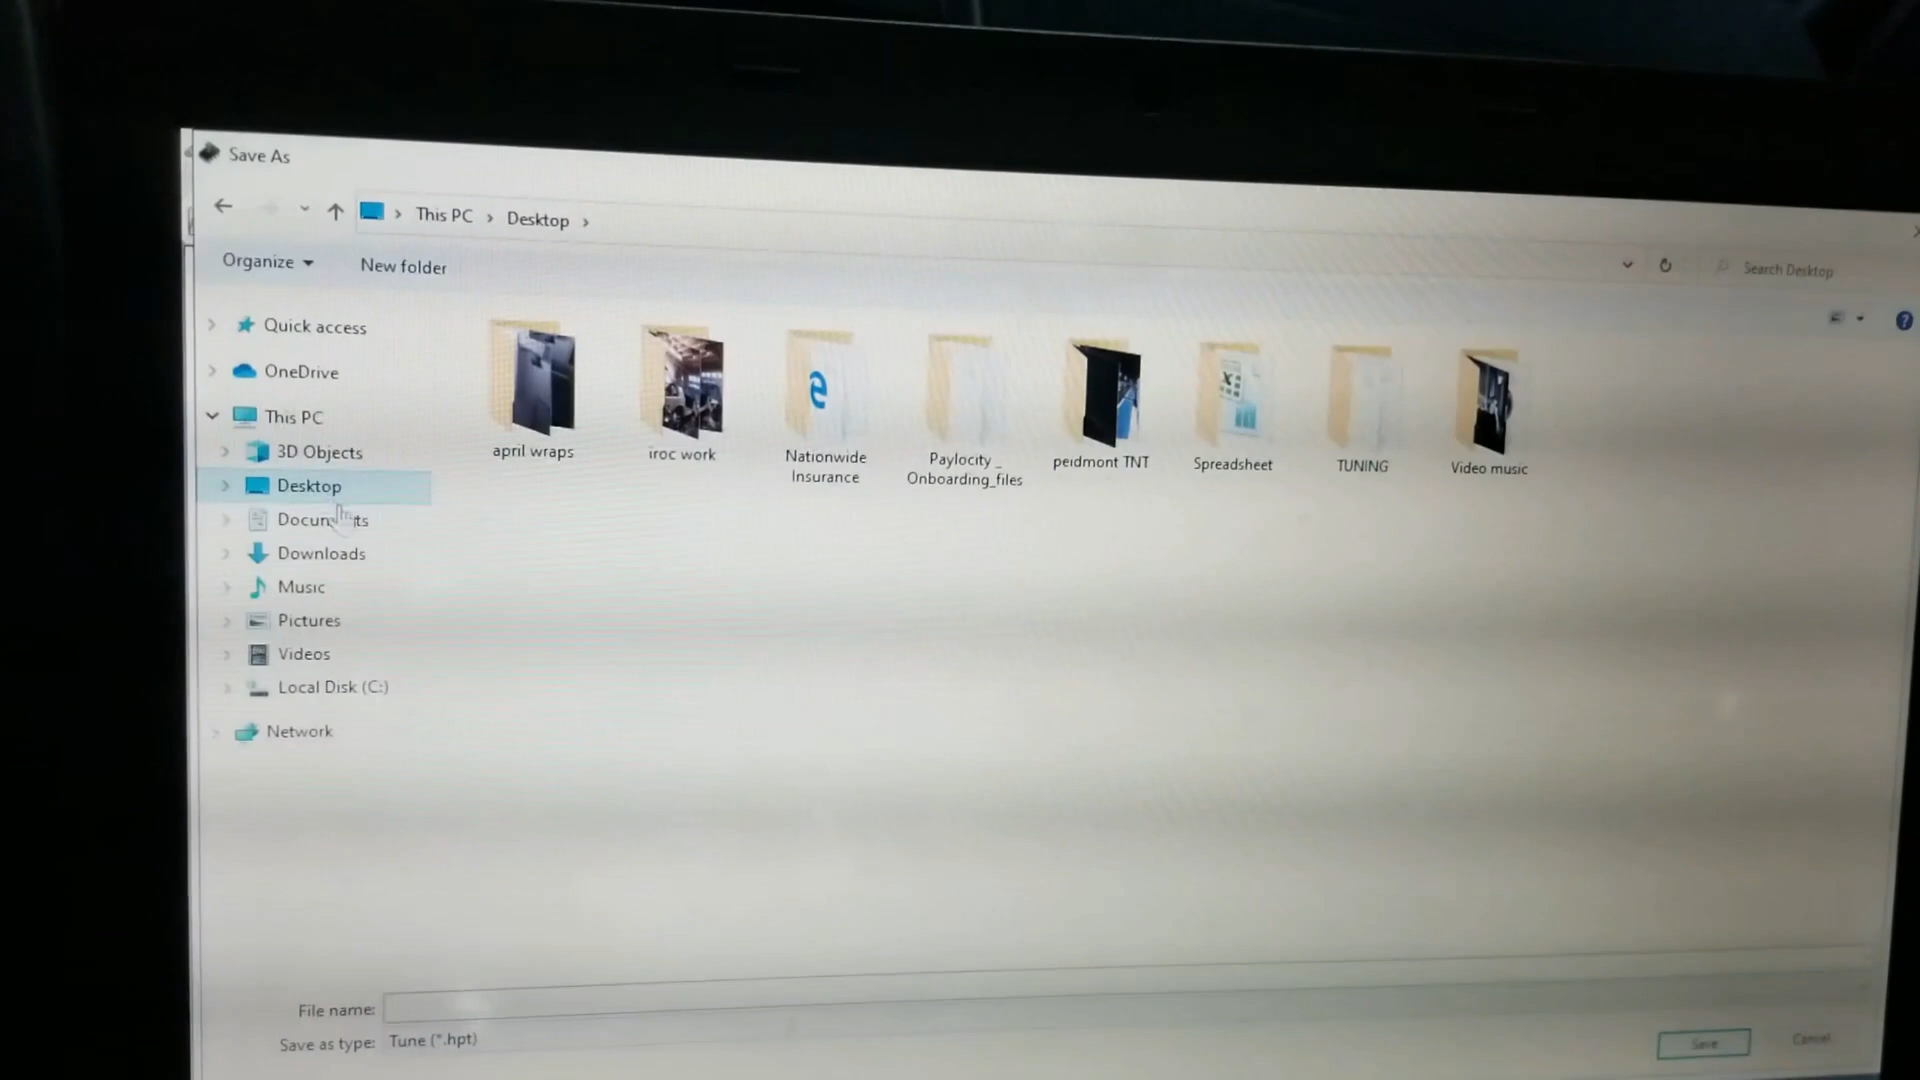 Save As
This PC > Desktop >
Search Desktop
Organize
New folder
Quick access
OneDrive
This PC
3D Objects
Desktop
Documents
Downloads
Music
Pictures
Videos
Local Disk (C:)
Network
april wraps
iroc work
Nationwide
Insurance
Paylocity _
Onboarding_files
peidmont TNT
Spreadsheet
TUNING
Video music
File name:
Save as type: Tune (*.hpt)
Save
Cancel